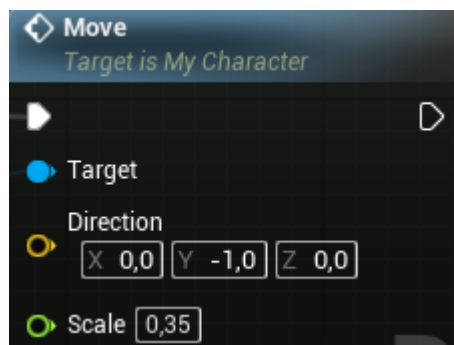 Move
Target is My Character
Target
Direction
X 0,0 Y -1,0 Z 0,0
Scale 0,35